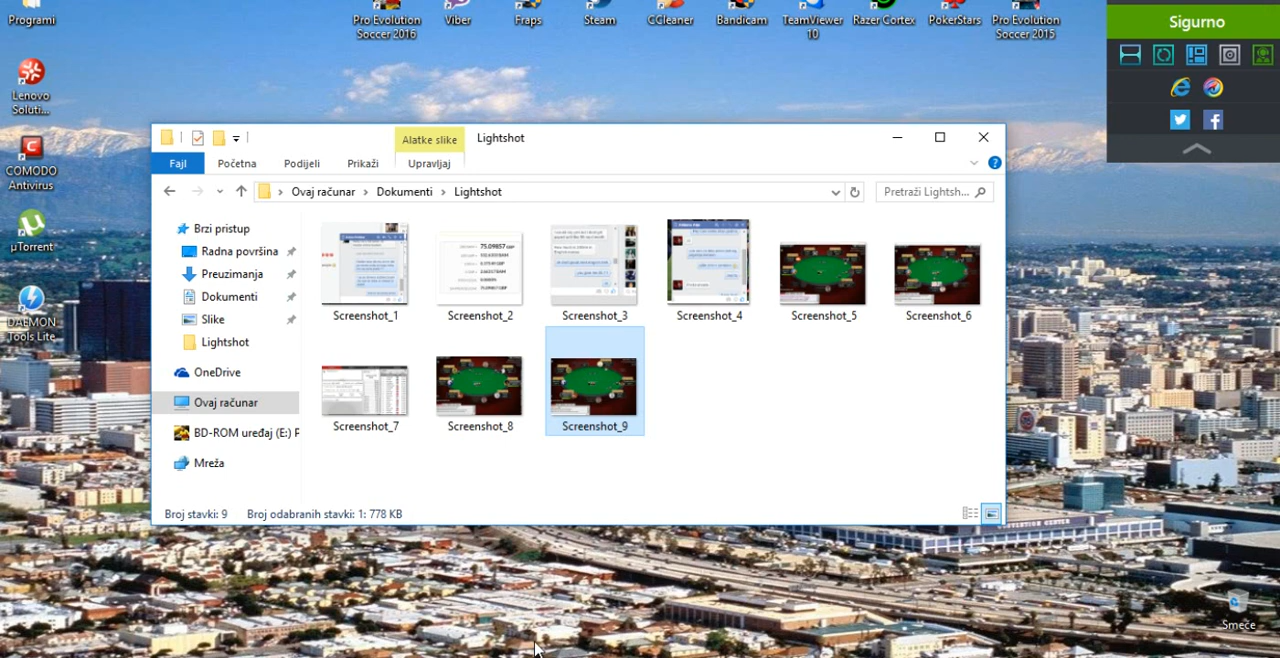 Programi
Pro Evolution
Soccer 2016
Viber
Fraps
Steam
CCleaner
Bandicam
TeamViewer
10
Razer Cortex
PokerStars
Pro Evolution
Soccer 2015
Sigurno
Lenovo
Soluti...
COMODO
Antivirus
µTorrent
DAEMON
Tools Lite
Alatke slike
Lightshot
Fajl
Početna
Podijeli
Prikaži
Upravljaj
Ovaj računar
Dokumenti
Lightshot
Pretraži Lightsh...
Brzi pristup
Radna površina
Preuzimanja
Dokumenti
Slike
Lightshot
OneDrive
Ovaj računar
BD-ROM uređaj (E:) P
Mreža
Screenshot_1
Screenshot_2
Screenshot_3
Screenshot_4
Screenshot_5
Screenshot_6
Screenshot_7
Screenshot_8
Screenshot_9
Broj stavki: 9
Broj odabranih stavki: 1: 778 KB
CONVENTION CENTER
Smeće